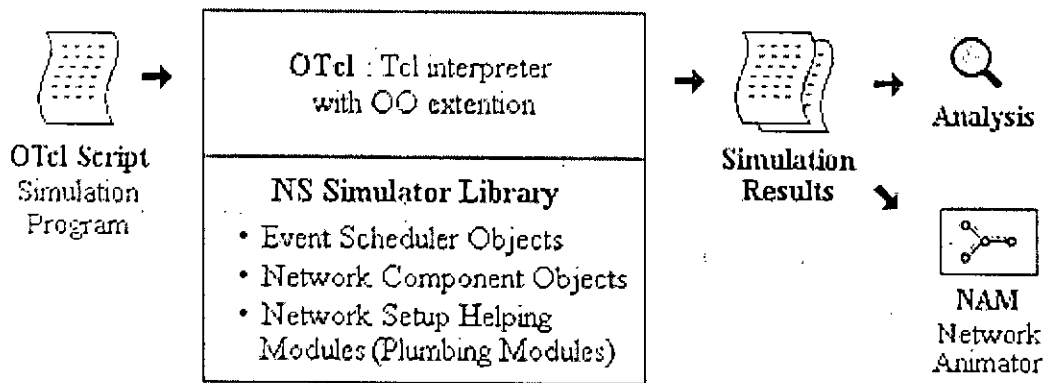 OTcl Script
Simulation
Program
OTcl : Tcl interpreter
with OO extention
NS Simulator Library
• Event Scheduler Objects
• Network Component Objects
• Network Setup Helping
Modules (Plumbing Modules)
Simulation
Results
Analysis
NAM
Network
Animator